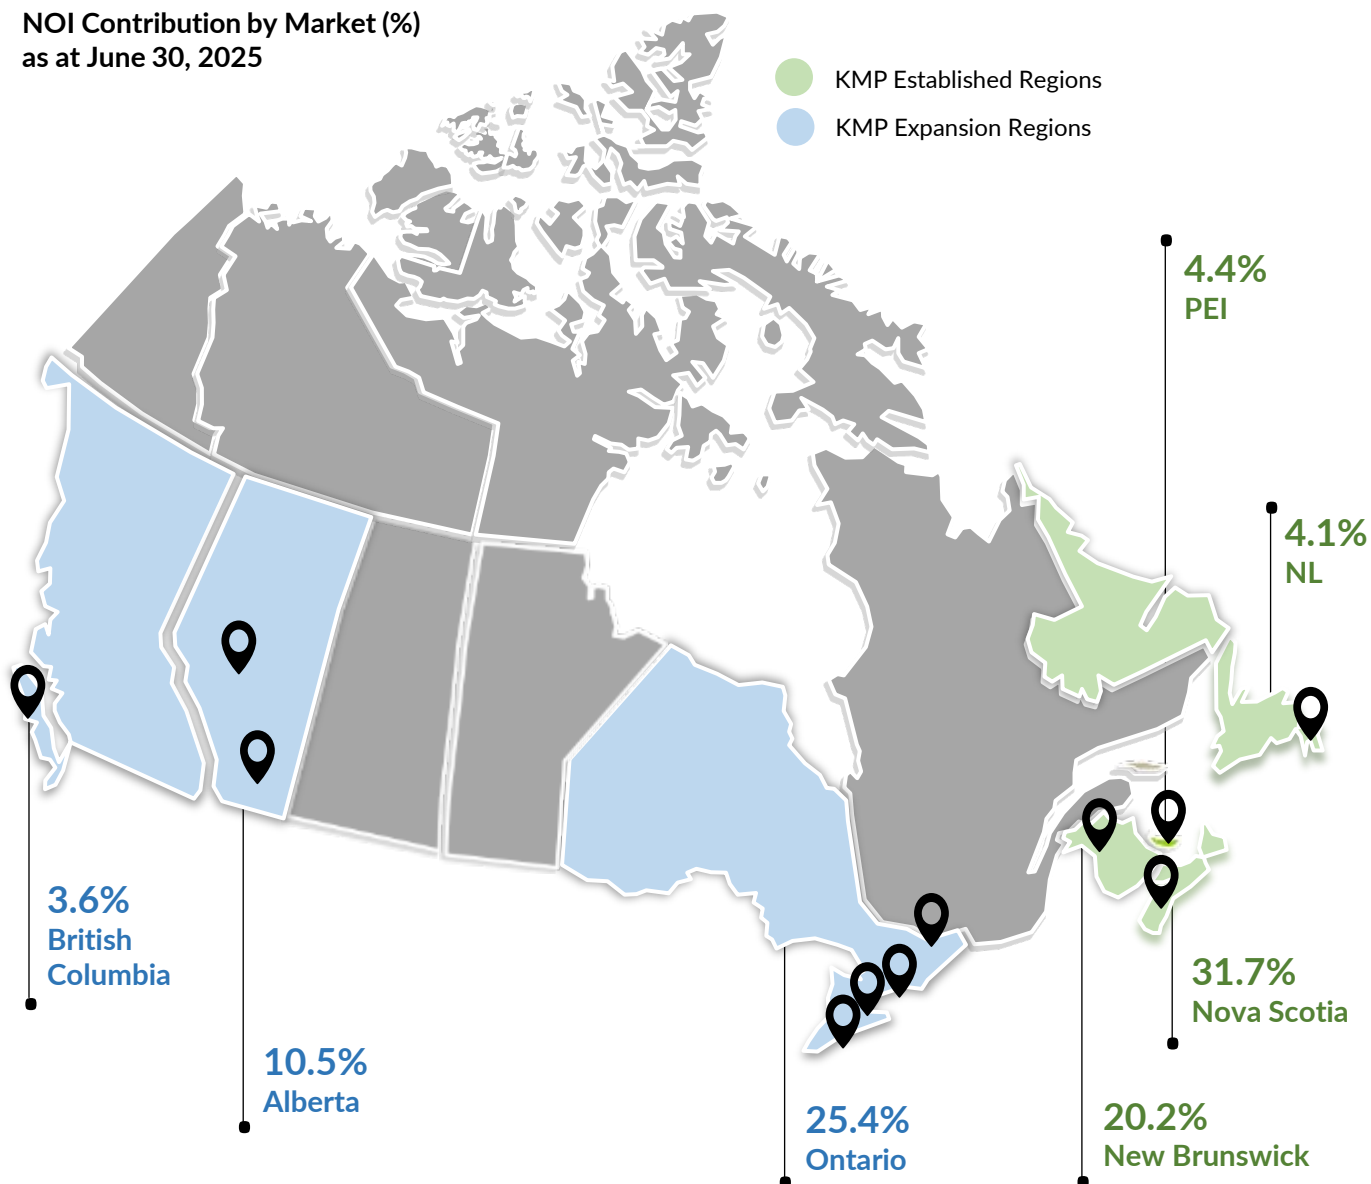 NOI Contribution by Market (%)
as at June 30, 2025
KMP Established Regions
KMP Expansion Regions
4.4%
PEI
4.1%
NL
3.6%
British
Columbia
31.7%
Nova Scotia
10.5%
Alberta
25.4%
Ontario
20.2%
New Brunswick